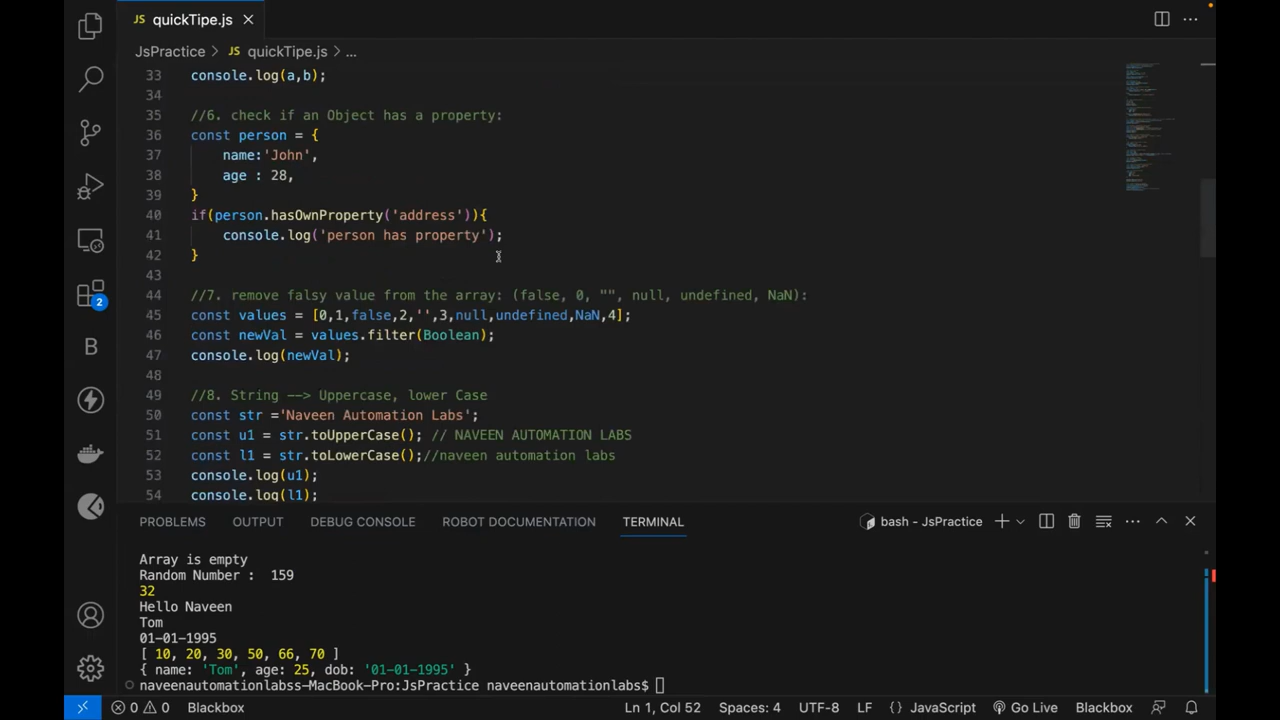 JS quickTipe.js
JsPractice > JS quickTipe.js > ...
33 console.log(a,b);
34
35 //6. check if an Object has a property:
36 const person = {
37 name:'John',
38 age : 28,
39 }
40 if(person.hasOwnProperty('address')){
41 console.log('person has property');
42 }
43
44 //7. remove falsy value from the array: (false, 0, "", null, undefined, NaN):
45 const values = [0,1,false,2,'',3,null,undefined,NaN,4];
46 const newVal = values.filter(Boolean);
47 console.log(newVal);
48
49 //8. String --> Uppercase, lower Case
50 const str ='Naveen Automation Labs';
51 const u1 = str.toUpperCase(); // NAVEEN AUTOMATION LABS
52 const l1 = str.toLowerCase();//naveen automation labs
53 console.log(u1);
54 console.log(l1);
2
B
PROBLEMS OUTPUT DEBUG CONSOLE ROBOT DOCUMENTATION TERMINAL bash - JsPractice
Array is empty
Random Number : 159
32
Hello Naveen
Tom
01-01-1995
[ 10, 20, 30, 50, 66, 70 ]
{ name: 'Tom', age: 25, dob: '01-01-1995' }
naveenautomationlabss-MacBook-Pro:JsPractice naveenautomationlabs$
0 0 Blackbox Ln 1, Col 52 Spaces: 4 UTF-8 LF {} JavaScript Go Live Blackbox